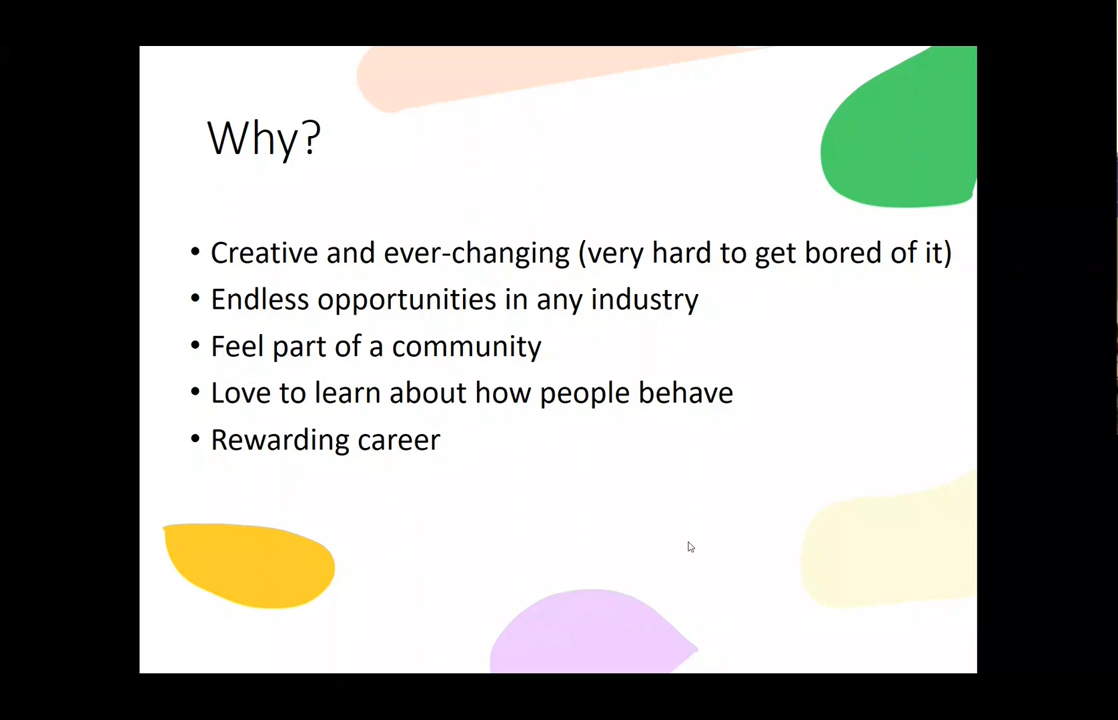 Why?
• Creative and ever-changing (very hard to get bored of it)
• Endless opportunities in any industry
• Feel part of a community
• Love to learn about how people behave
• Rewarding career